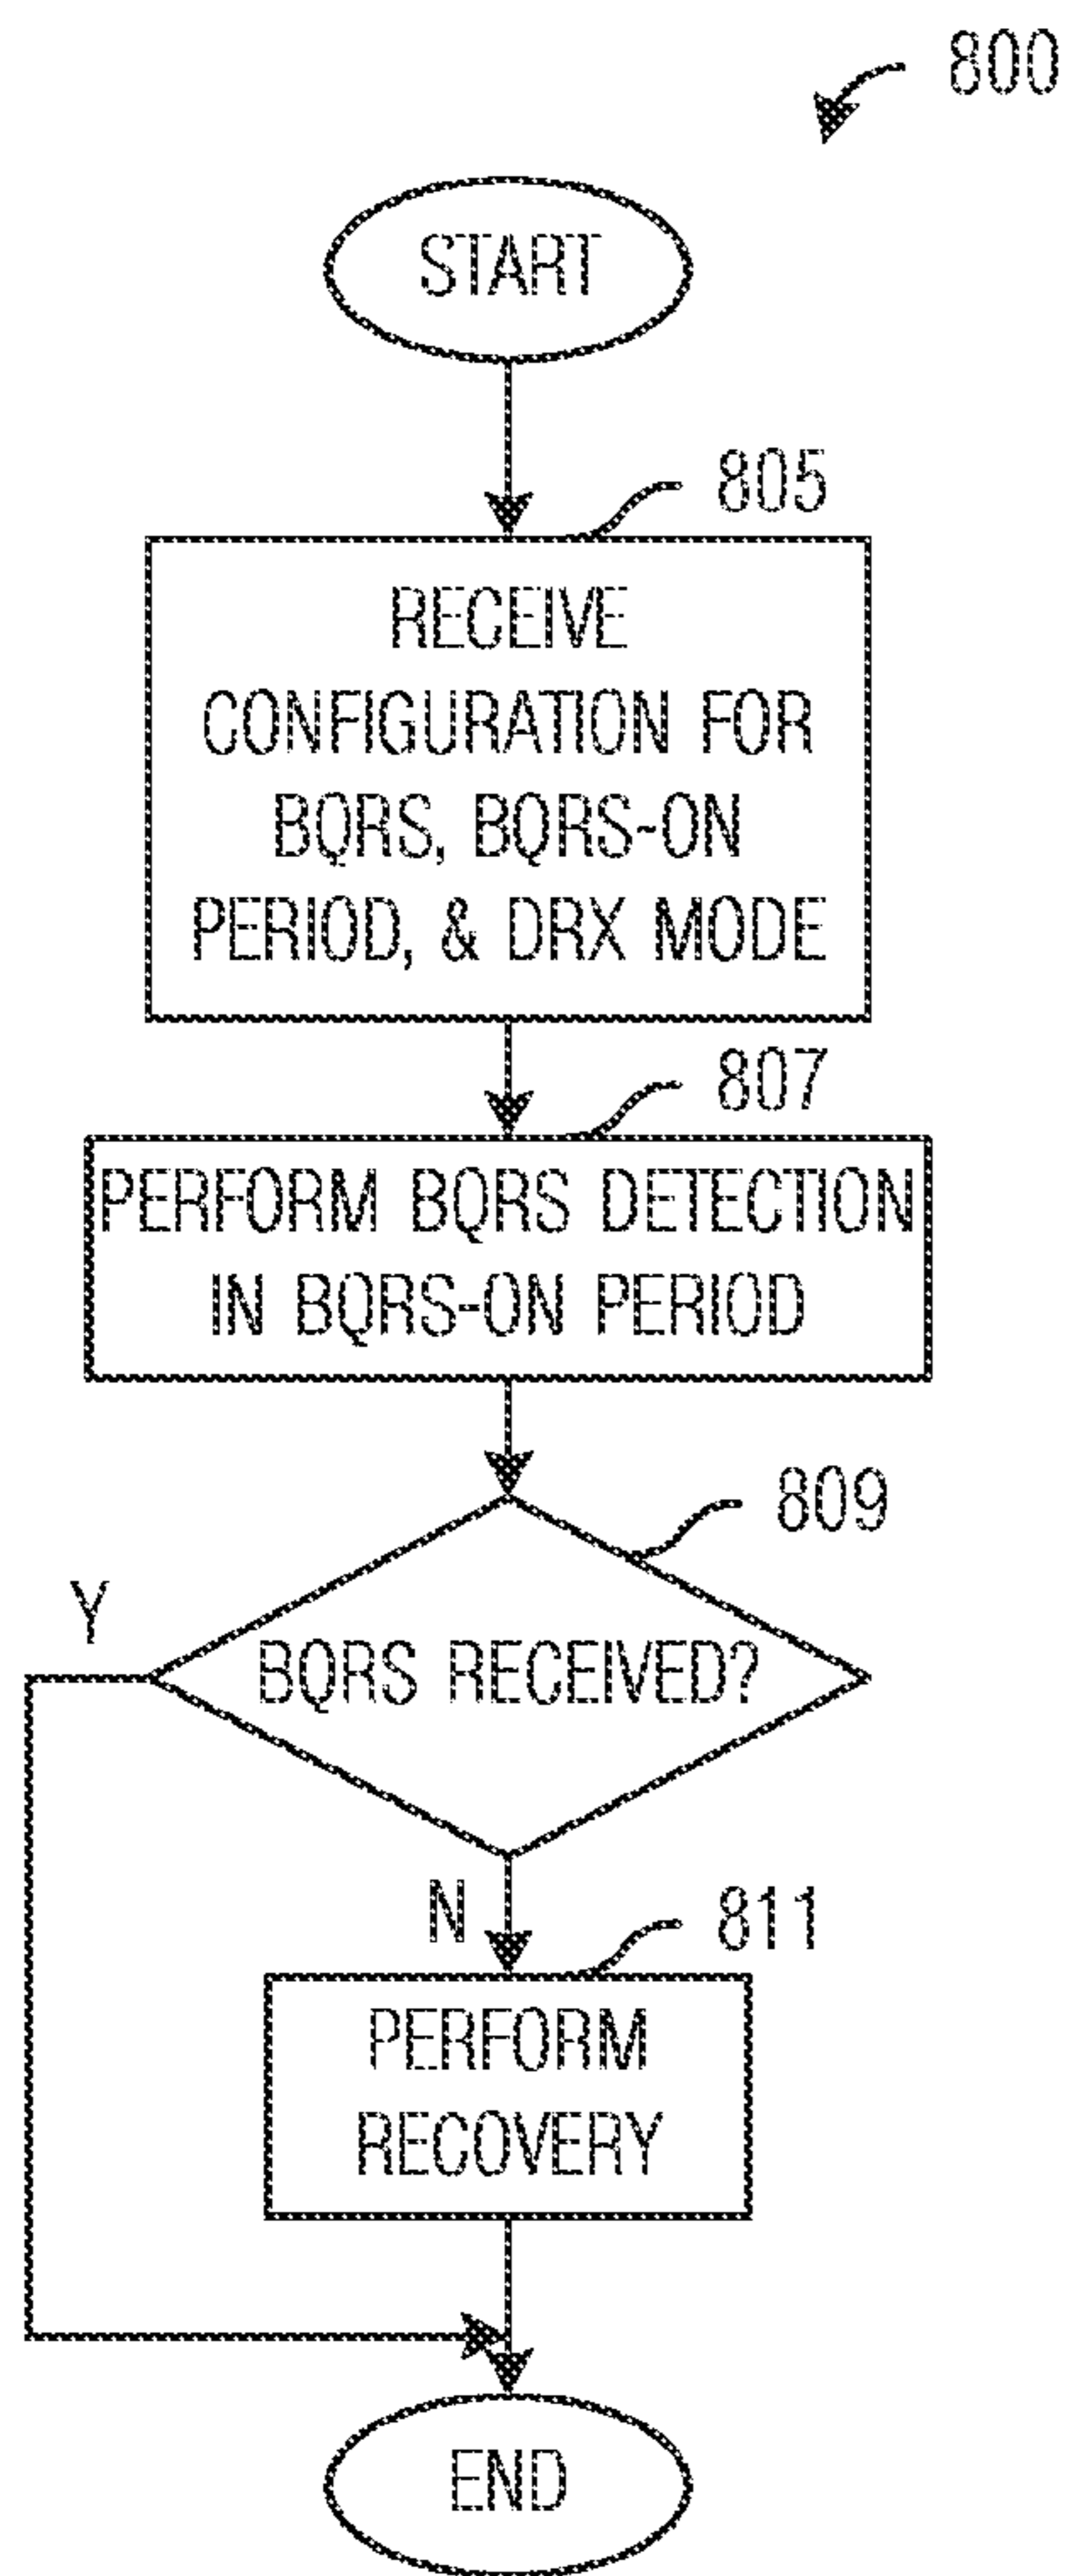 800
START
805
RECEIVE
CONFIGURATION FOR
BQRS, BQRS-ON
PERIOD, & DRX MODE
807
PERFORM BQRS DETECTION
IN BQRS-ON PERIOD
809
Y
BQRS RECEIVED?
N
811
PERFORM
RECOVERY
END